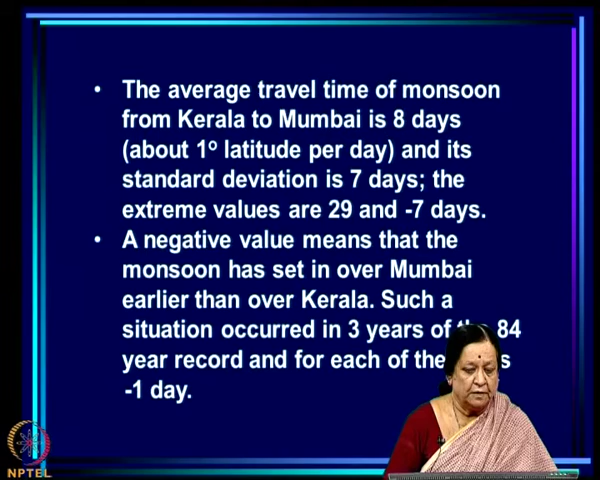 • The average travel time of monsoon
from Kerala to Mumbai is 8 days
(about 1º latitude per day) and its
standard deviation is 7 days; the
extreme values are 29 and -7 days.
• A negative value means that the
monsoon has set in over Mumbai
earlier than over Kerala. Such a
situation occurred in 3 years of 84
year record and for each of
-1 day.
NPTEL